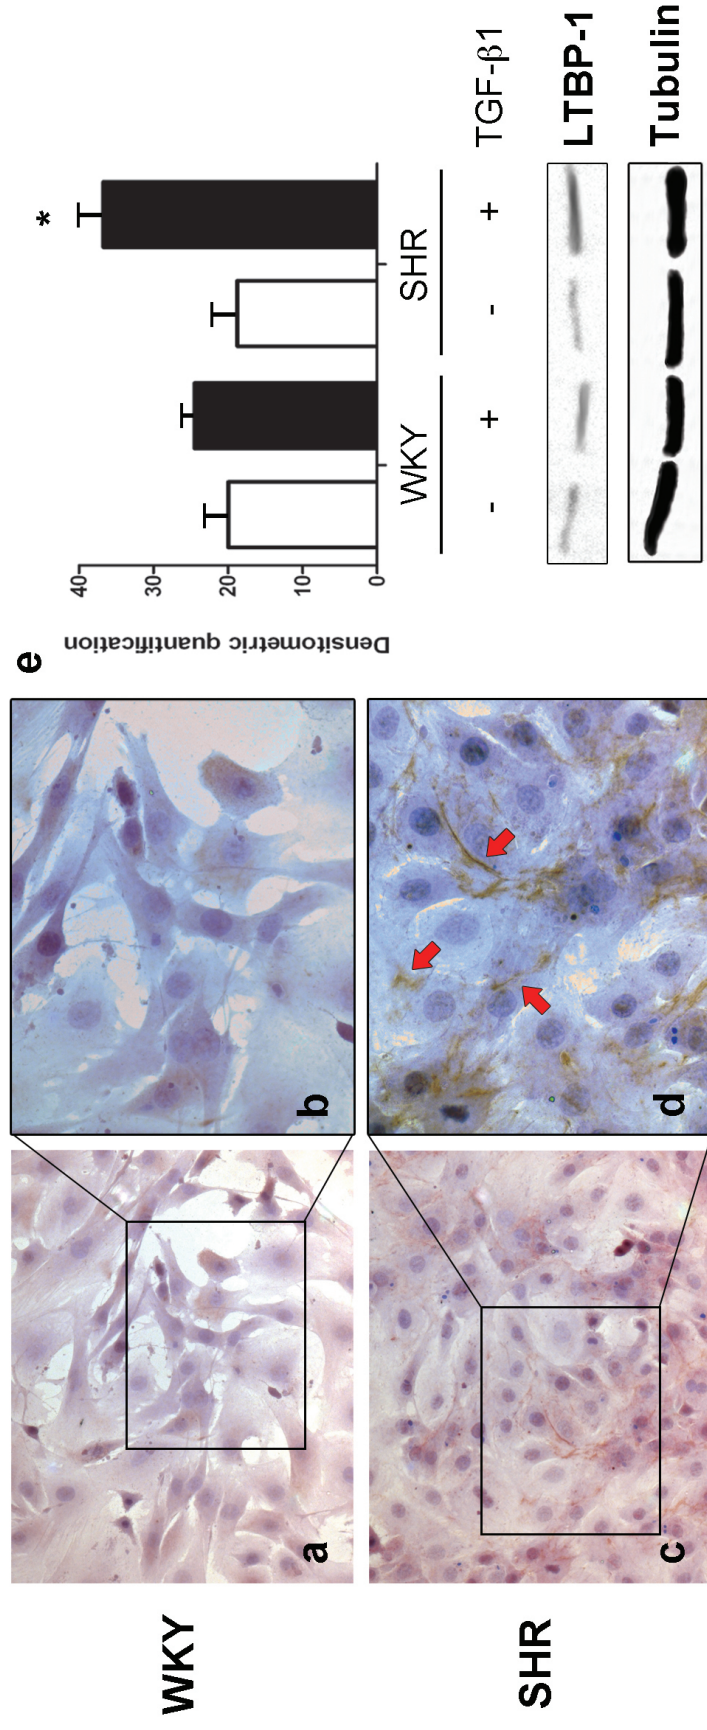 WKY
a
b
SHR
c
d
e
Densitometric quantification
40
30
20
10
0
*
WKY
SHR
- + - + TGF-β1
LTBP-1
Tubulin